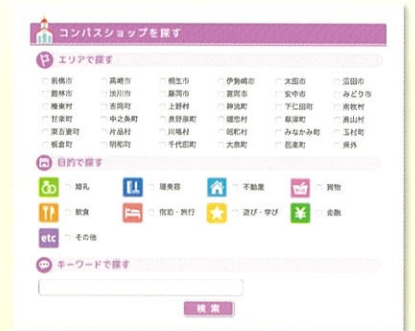 コンパスショップを探す
エリアで探す
前橋市 高崎市 桐生市 伊勢崎市 太田市 沼田市
館林市 渋川市 藤岡市 富岡市 安中市 みどり市
榛東村 吉岡町 上野村 神流町 下仁田町 南牧村
甘楽町 中之条町 長野原町 嬬恋村 草津町 高山村
東吾妻町 片品村 川場村 昭和村 みなかみ町 玉村町
板倉町 明和町 千代田町 大泉町 邑楽町 県外
目的で探す
婚礼 理美容 不動産 買物
飲食 宿泊・旅行 遊び・学び ¥ 金融
etc その他
キーワードで探す
検索